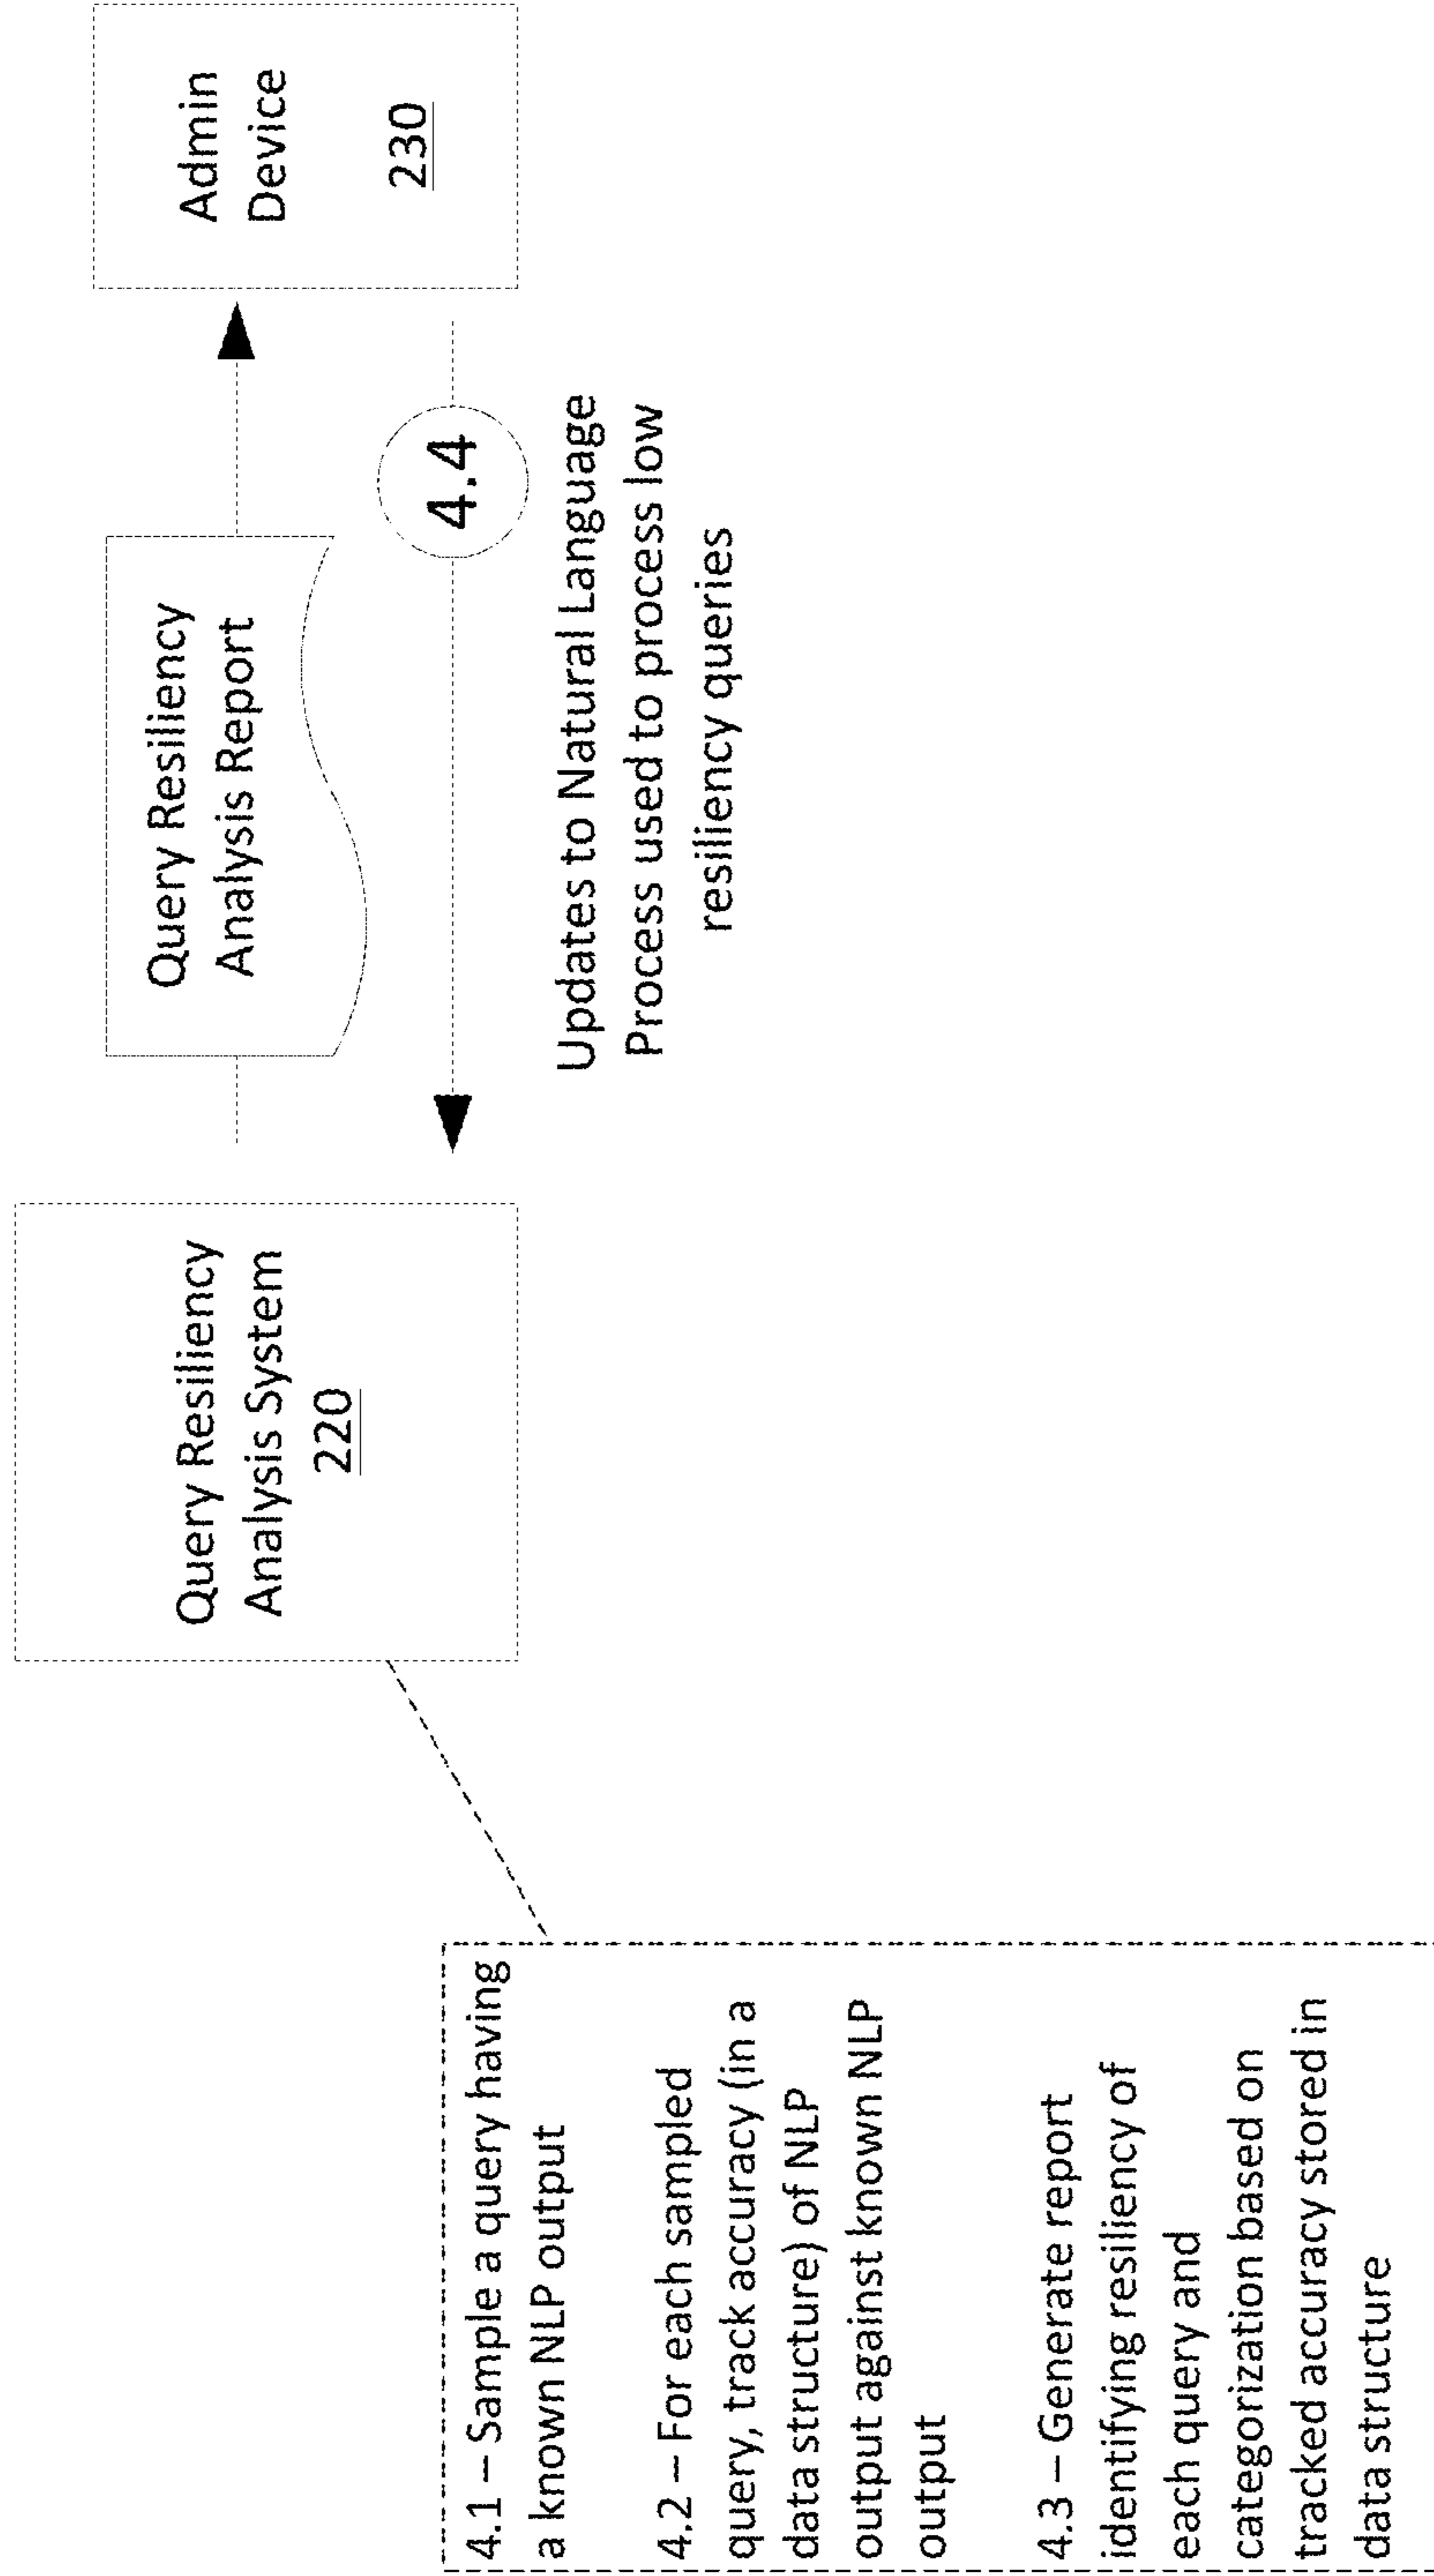 Query Resiliency
Analysis System
220
Query Resiliency
Analysis Report
Admin
Device
230
4.4
Updates to Natural Language
Process used to process low
resiliency queries
4.1 – Sample a query having
a known NLP output
4.2 – For each sampled
query, track accuracy (in a
data structure) of NLP
output against known NLP
output
4.3 – Generate report
identifying resiliency of
each query and
categorization based on
tracked accuracy stored in
data structure